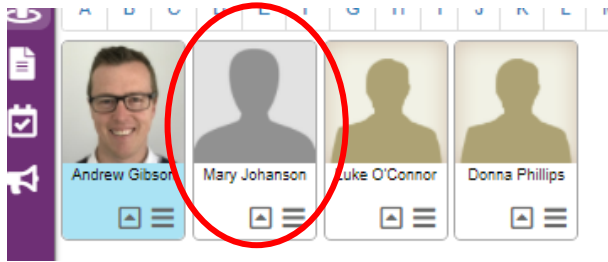 A B C D E F G H I J K L M
Andrew Gibson
Mary Johanson
Luke O'Connor
Donna Phillips